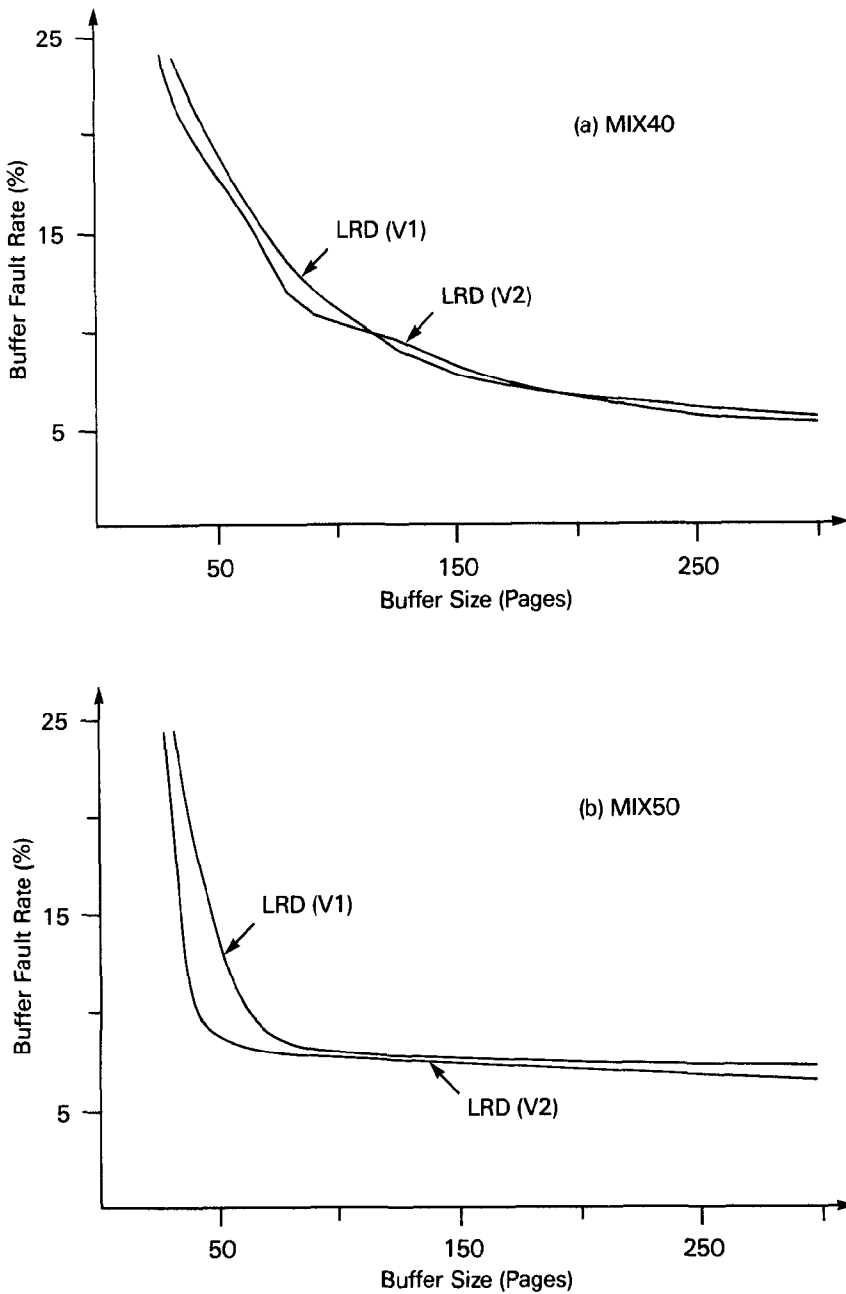 25
15
5
Buffer Fault Rate (%)
(a) MIX40
LRD (V1)
LRD (V2)
50
150
250
Buffer Size (Pages)
25
15
5
Buffer Fault Rate (%)
(b) MIX50
LRD (V1)
LRD (V2)
50
150
250
Buffer Size (Pages)